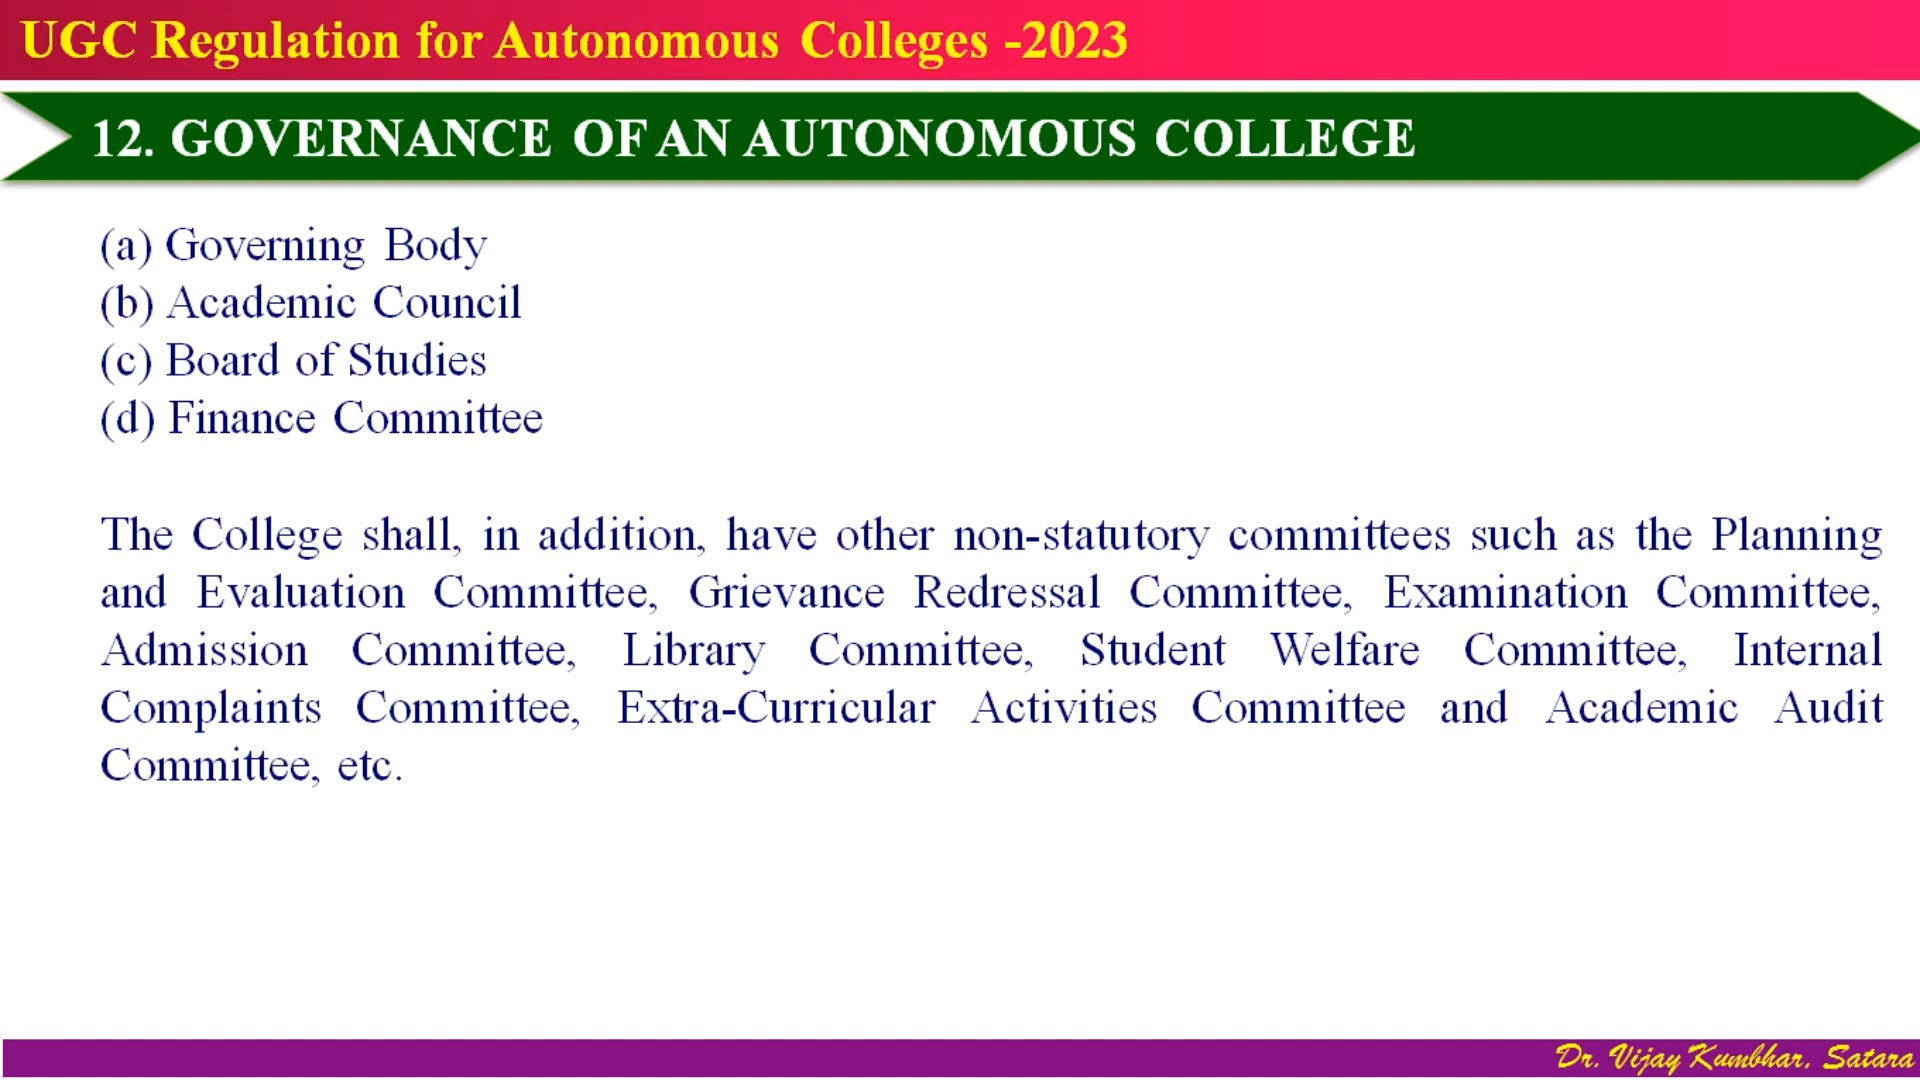 UGC Regulation for Autonomous Colleges -2023
12. GOVERNANCE OF AN AUTONOMOUS COLLEGE
(a) Governing Body
(b) Academic Council
(c) Board of Studies
(d) Finance Committee
The College shall, in addition, have other non-statutory committees such as the Planning
and Evaluation Committee, Grievance Redressal Committee, Examination Committee,
Admission Committee, Library Committee, Student Welfare Committee, Internal
Complaints Committee, Extra-Curricular Activities Committee and Academic Audit
Committee, etc.
Dr. Vijay Kumbhar, Satara